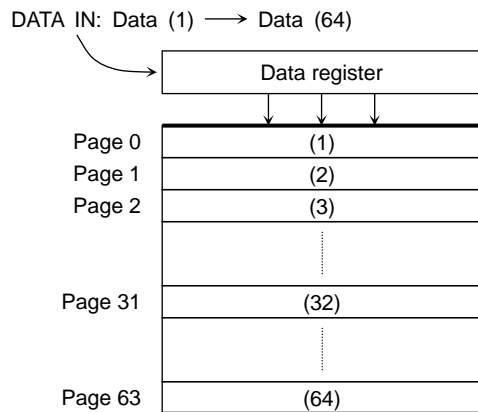 DATA IN: Data (1) → Data (64)
Data register
Page 0 (1)
Page 1 (2)
Page 2 (3)
Page 31 (32)
Page 63 (64)